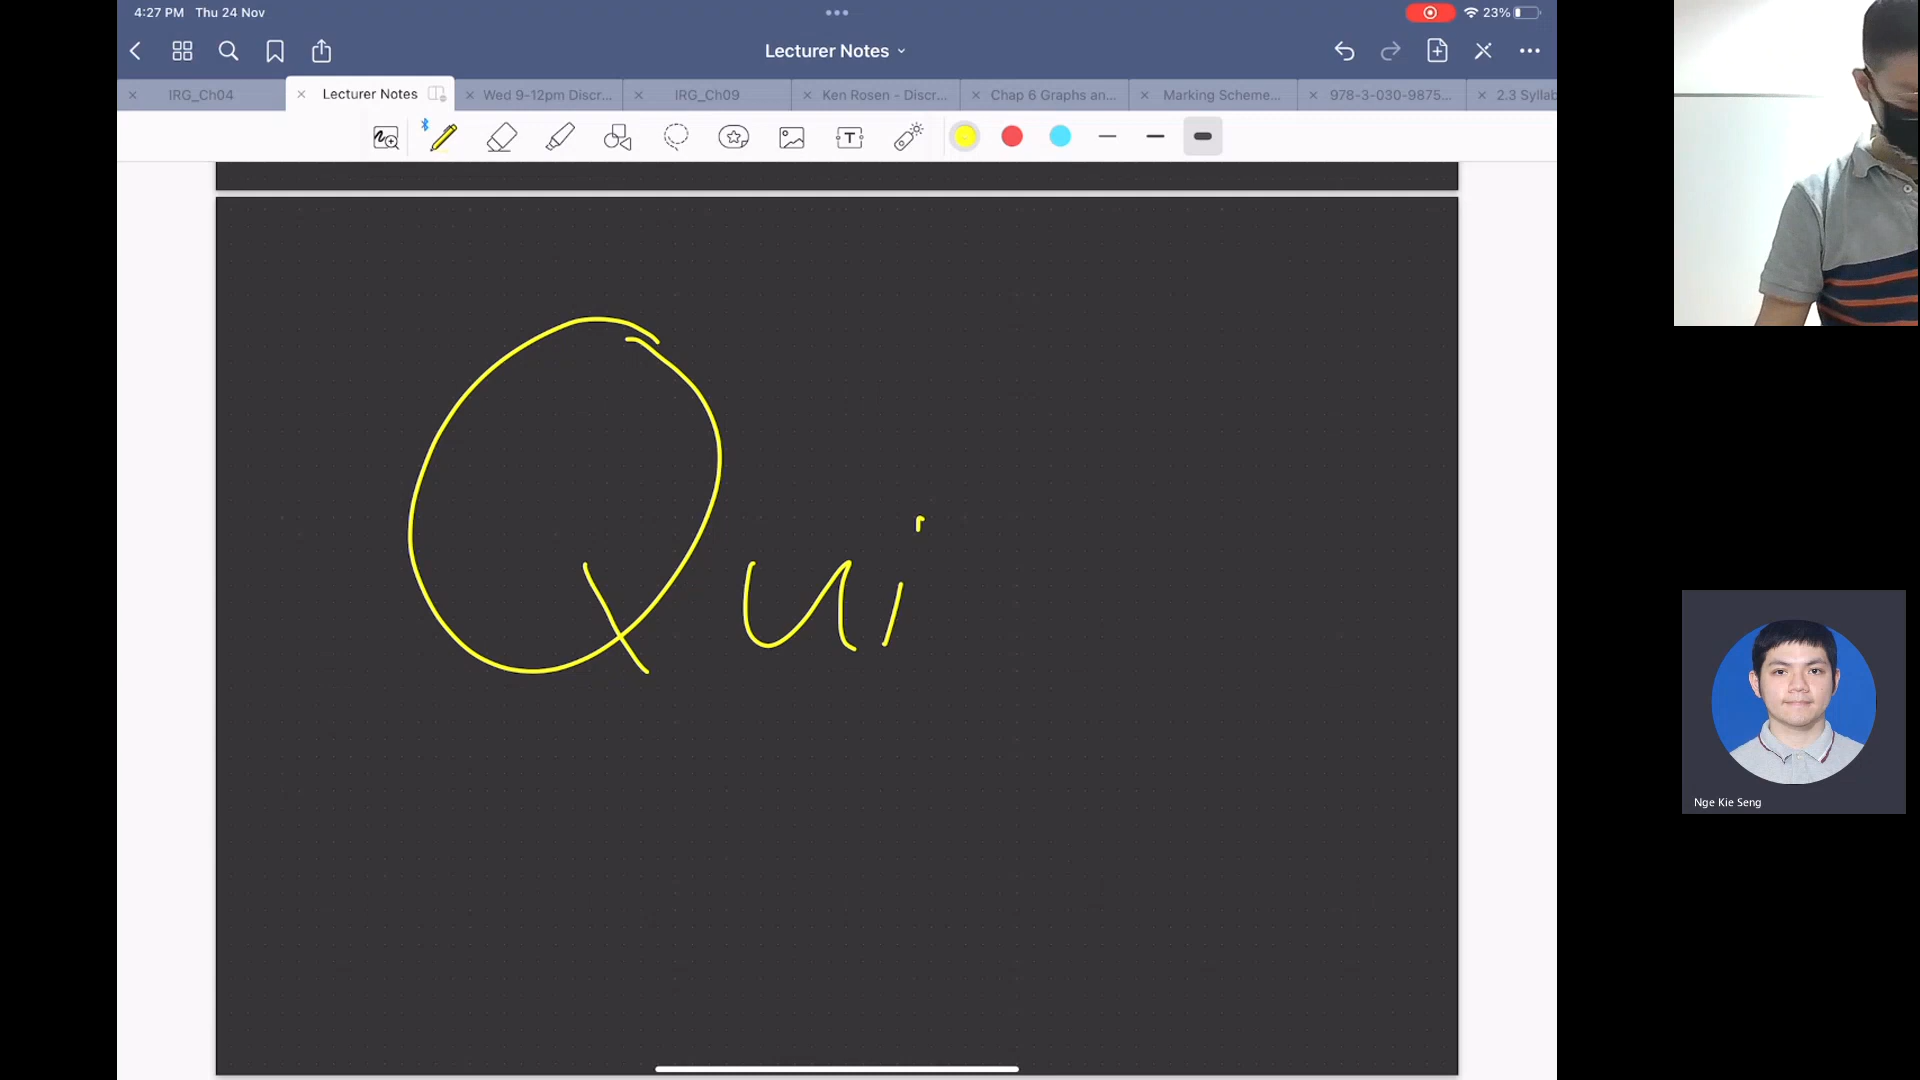 4:27 PM Thu 24 Nov
23%
Lecturer Notes
IRG_Ch04
Lecturer Notes
Wed 9-12pm Discr...
IRG_Ch09
Ken Rosen - Discr...
Chap 6 Graphs an...
Marking Scheme...
978-3-030-9875...
2.3 Syllab
T
Qui
Nge Kie Seng